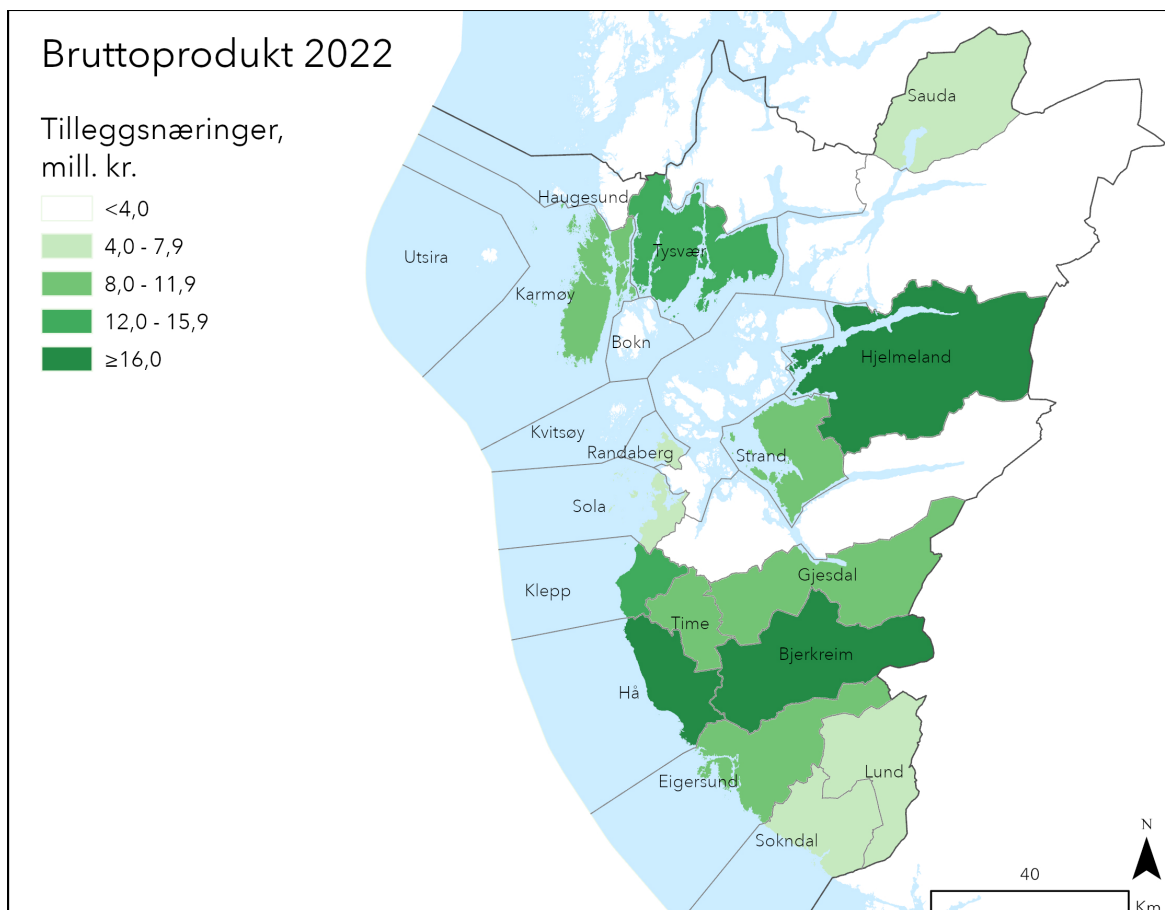 Bruttoprodukt 2022
Tilleggsnæringer,
mill. kr.
<4,0
4,0 - 7,9
8,0 - 11,9
12,0 - 15,9
≥16,0
Sauda
Haugesund
Tysvær
Utsira
Karmøy
Bokn
Hjelmeland
Kvitsøy
Randaberg
Strand
Sola
Gjesdal
Klepp
Time
Bjerkreim
Hå
Eigersund
Lund
Sokndal
N
40
Km